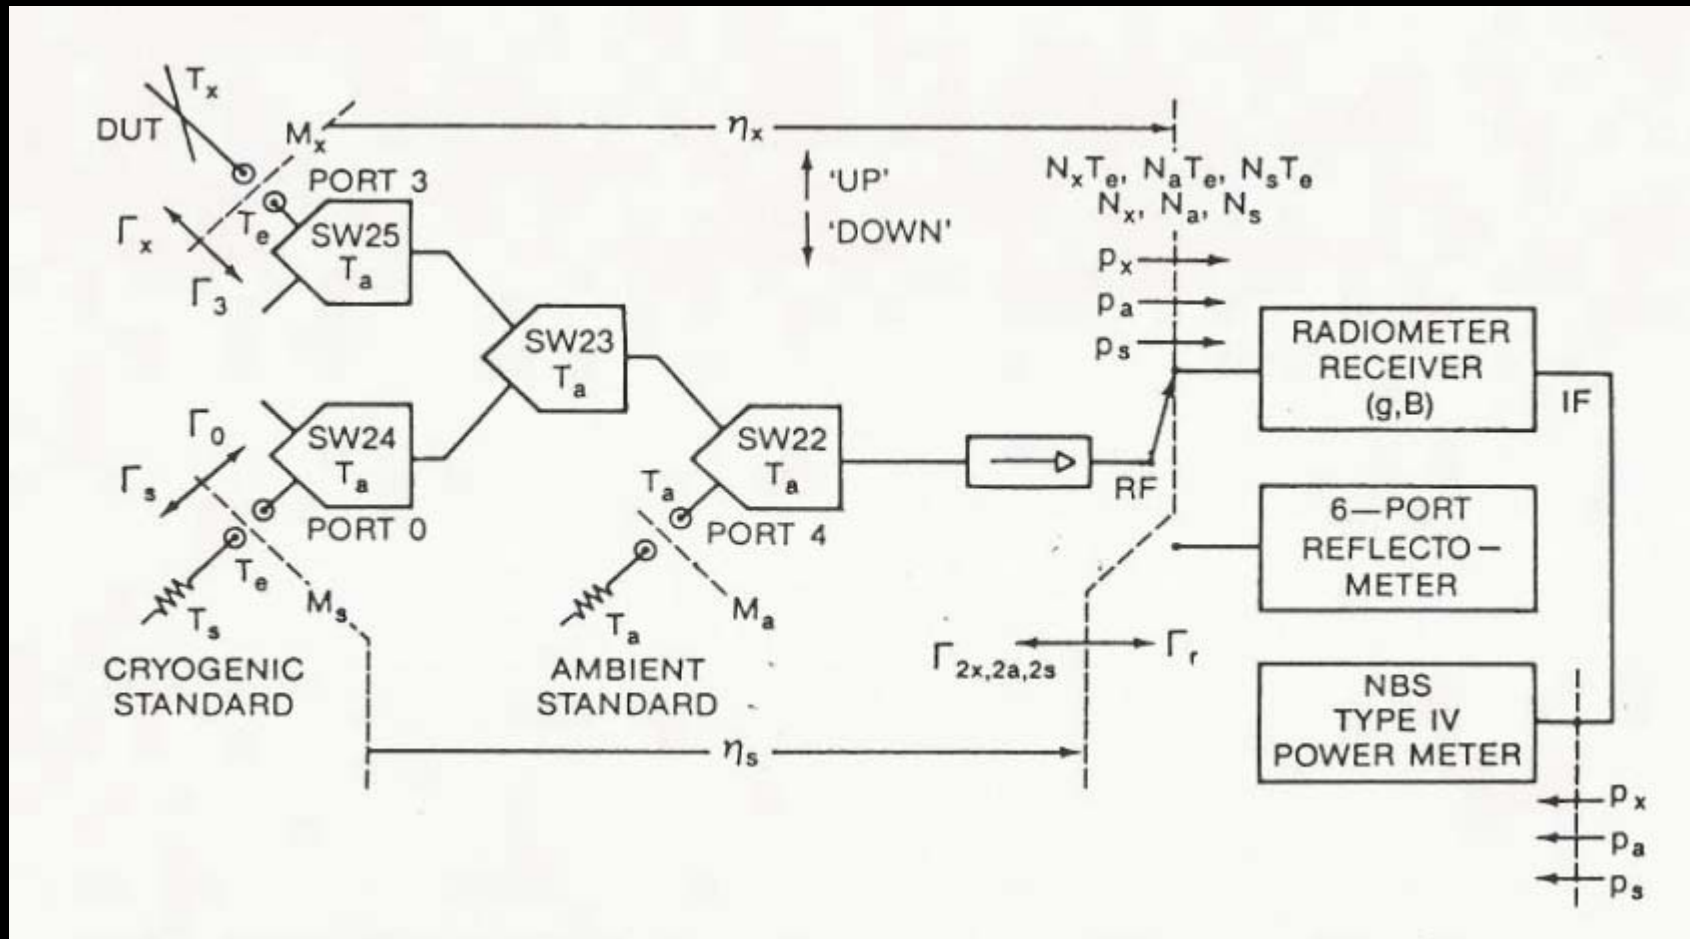 T_x
DUT
M_x
η_x
PORT 3
'UP'
'DOWN'
N_xT_e, N_aT_e, N_sT_e
N_x, N_a, N_s
Γ_x
T_e
SW25
T_a
Γ_3
p_x
p_a
p_s
SW23
T_a
RADIOMETER
RECEIVER
(g,B)
IF
Γ_0
Γ_s
SW24
T_a
PORT 0
T_e
T_s
M_s
CRYOGENIC
STANDARD
SW22
T_a
T_a
PORT 4
T_a
M_a
AMBIENT
STANDARD
RF
6—PORT
REFLECTO—
METER
Γ_2x,2a,2s
Γ_r
NBS
TYPE IV
POWER METER
η_s
p_x
p_a
p_s